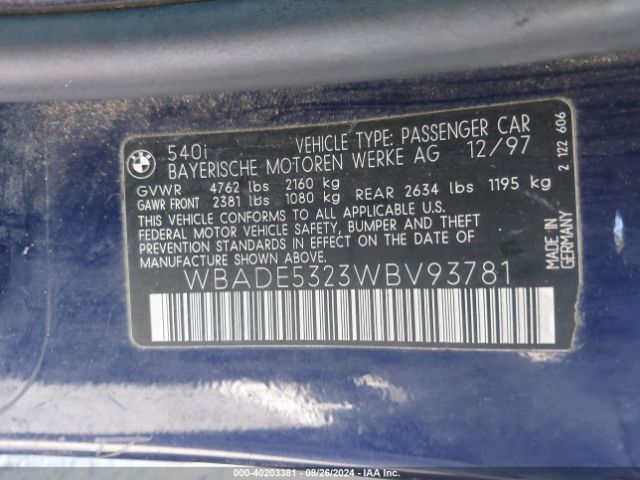 BMW
540i VEHICLE TYPE: PASSENGER CAR
BAYERISCHE MOTOREN WERKE AG 12/97
GVWR 4762 lbs 2160 kg
GAWR FRONT 2381 lbs 1080 kg REAR 2634 lbs 1195 kg
THIS VEHICLE CONFORMS TO ALL APPLICABLE U.S.
FEDERAL MOTOR VEHICLE SAFETY, BUMPER AND THEFT
PREVENTION STANDARDS IN EFFECT ON THE DATE OF
MANUFACTURE SHOWN ABOVE.
WBADE5323WBV93781
MADE IN
GERMANY
2 122 606
000-40203381 - 08/26/2024 - IAA Inc.